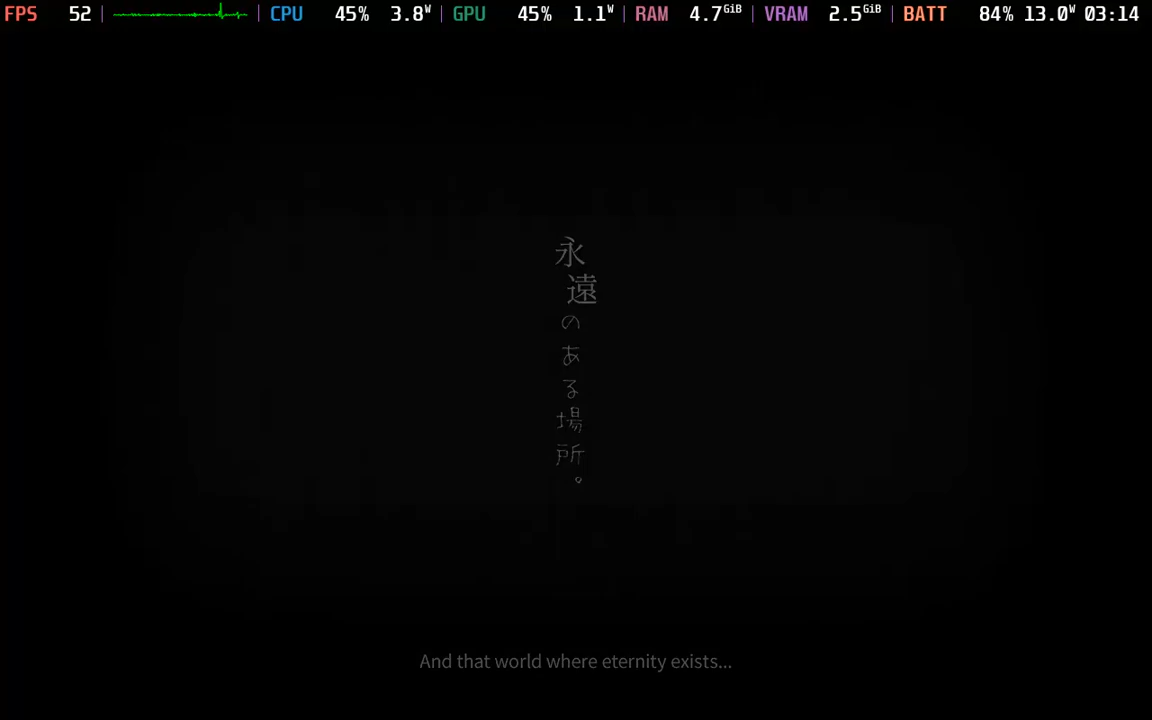 FPS 52 CPU 45% 3.8W GPU 45% 1.1W RAM 4.7GiB VRAM 2.5GiB BATT 84% 13.0W 03:14
永遠のある場所。
And that world where eternity exists...